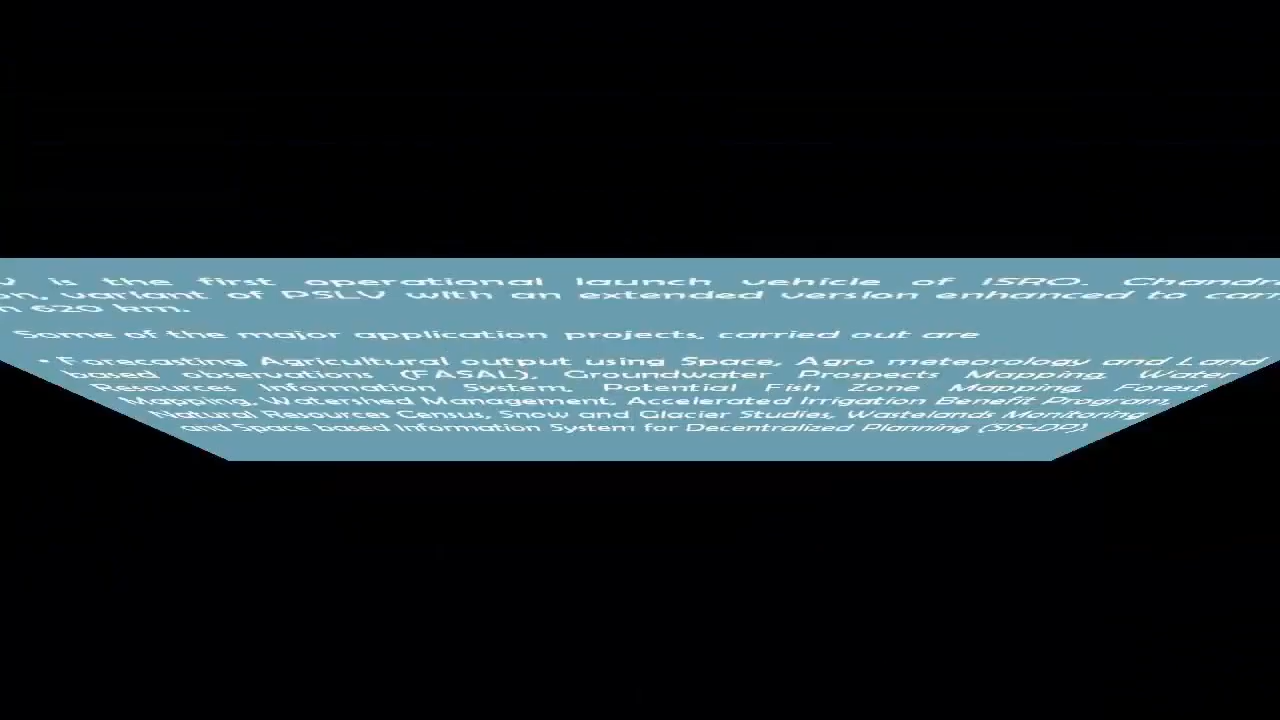 is the first operational launch vehicle of ISRO.
variant of PSLV with an extended version enhanced to
620 km.
Some of the major application projects, carried out are
• Forecasting Agricultural output using Space, Agro meteorology and Land
based observations (FASAL), Groundwater Prospects Mapping, Water
Resources Information System, Potential Fish Zone Mapping, Forest
Mapping, Watershed Management, Accelerated Irrigation Benefit Program,
Natural Resources Census, Snow and Glacier Studies, Wastelands Monitoring
and Space based Information System for Decentralized Planning (SIS-DP)